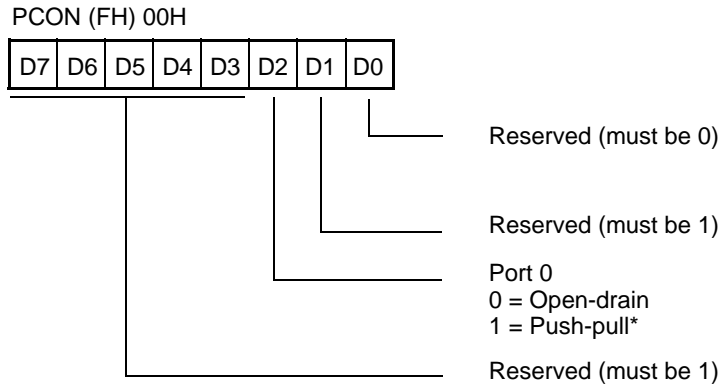 PCON (FH) 00H
D7 D6 D5 D4 D3 D2 D1 D0
Reserved (must be 0)
Reserved (must be 1)
Port 0
0 = Open-drain
1 = Push-pull*
Reserved (must be 1)